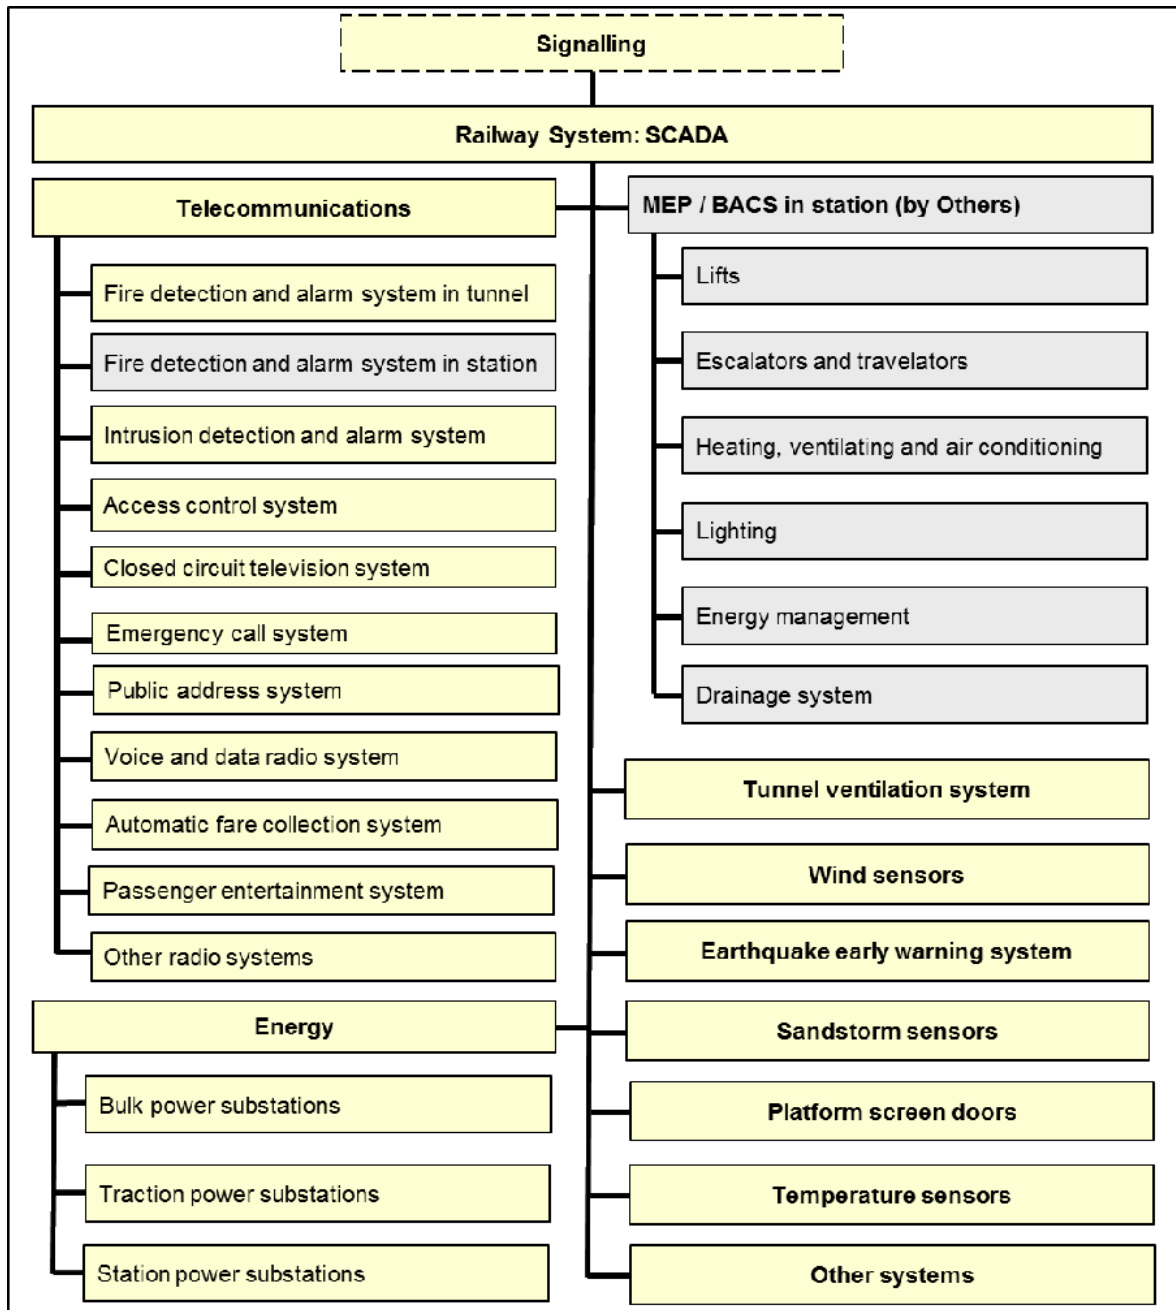 Signalling
Railway System: SCADA
Telecommunications
Fire detection and alarm system in tunnel
Fire detection and alarm system in station
Intrusion detection and alarm system
Access control system
Closed circuit television system
Emergency call system
Public address system
Voice and data radio system
Automatic fare collection system
Passenger entertainment system
Other radio systems
Energy
Bulk power substations
Traction power substations
Station power substations
MEP / BACS in station (by Others)
Lifts
Escalators and travelators
Heating, ventilating and air conditioning
Lighting
Energy management
Drainage system
Tunnel ventilation system
Wind sensors
Earthquake early warning system
Sandstorm sensors
Platform screen doors
Temperature sensors
Other systems